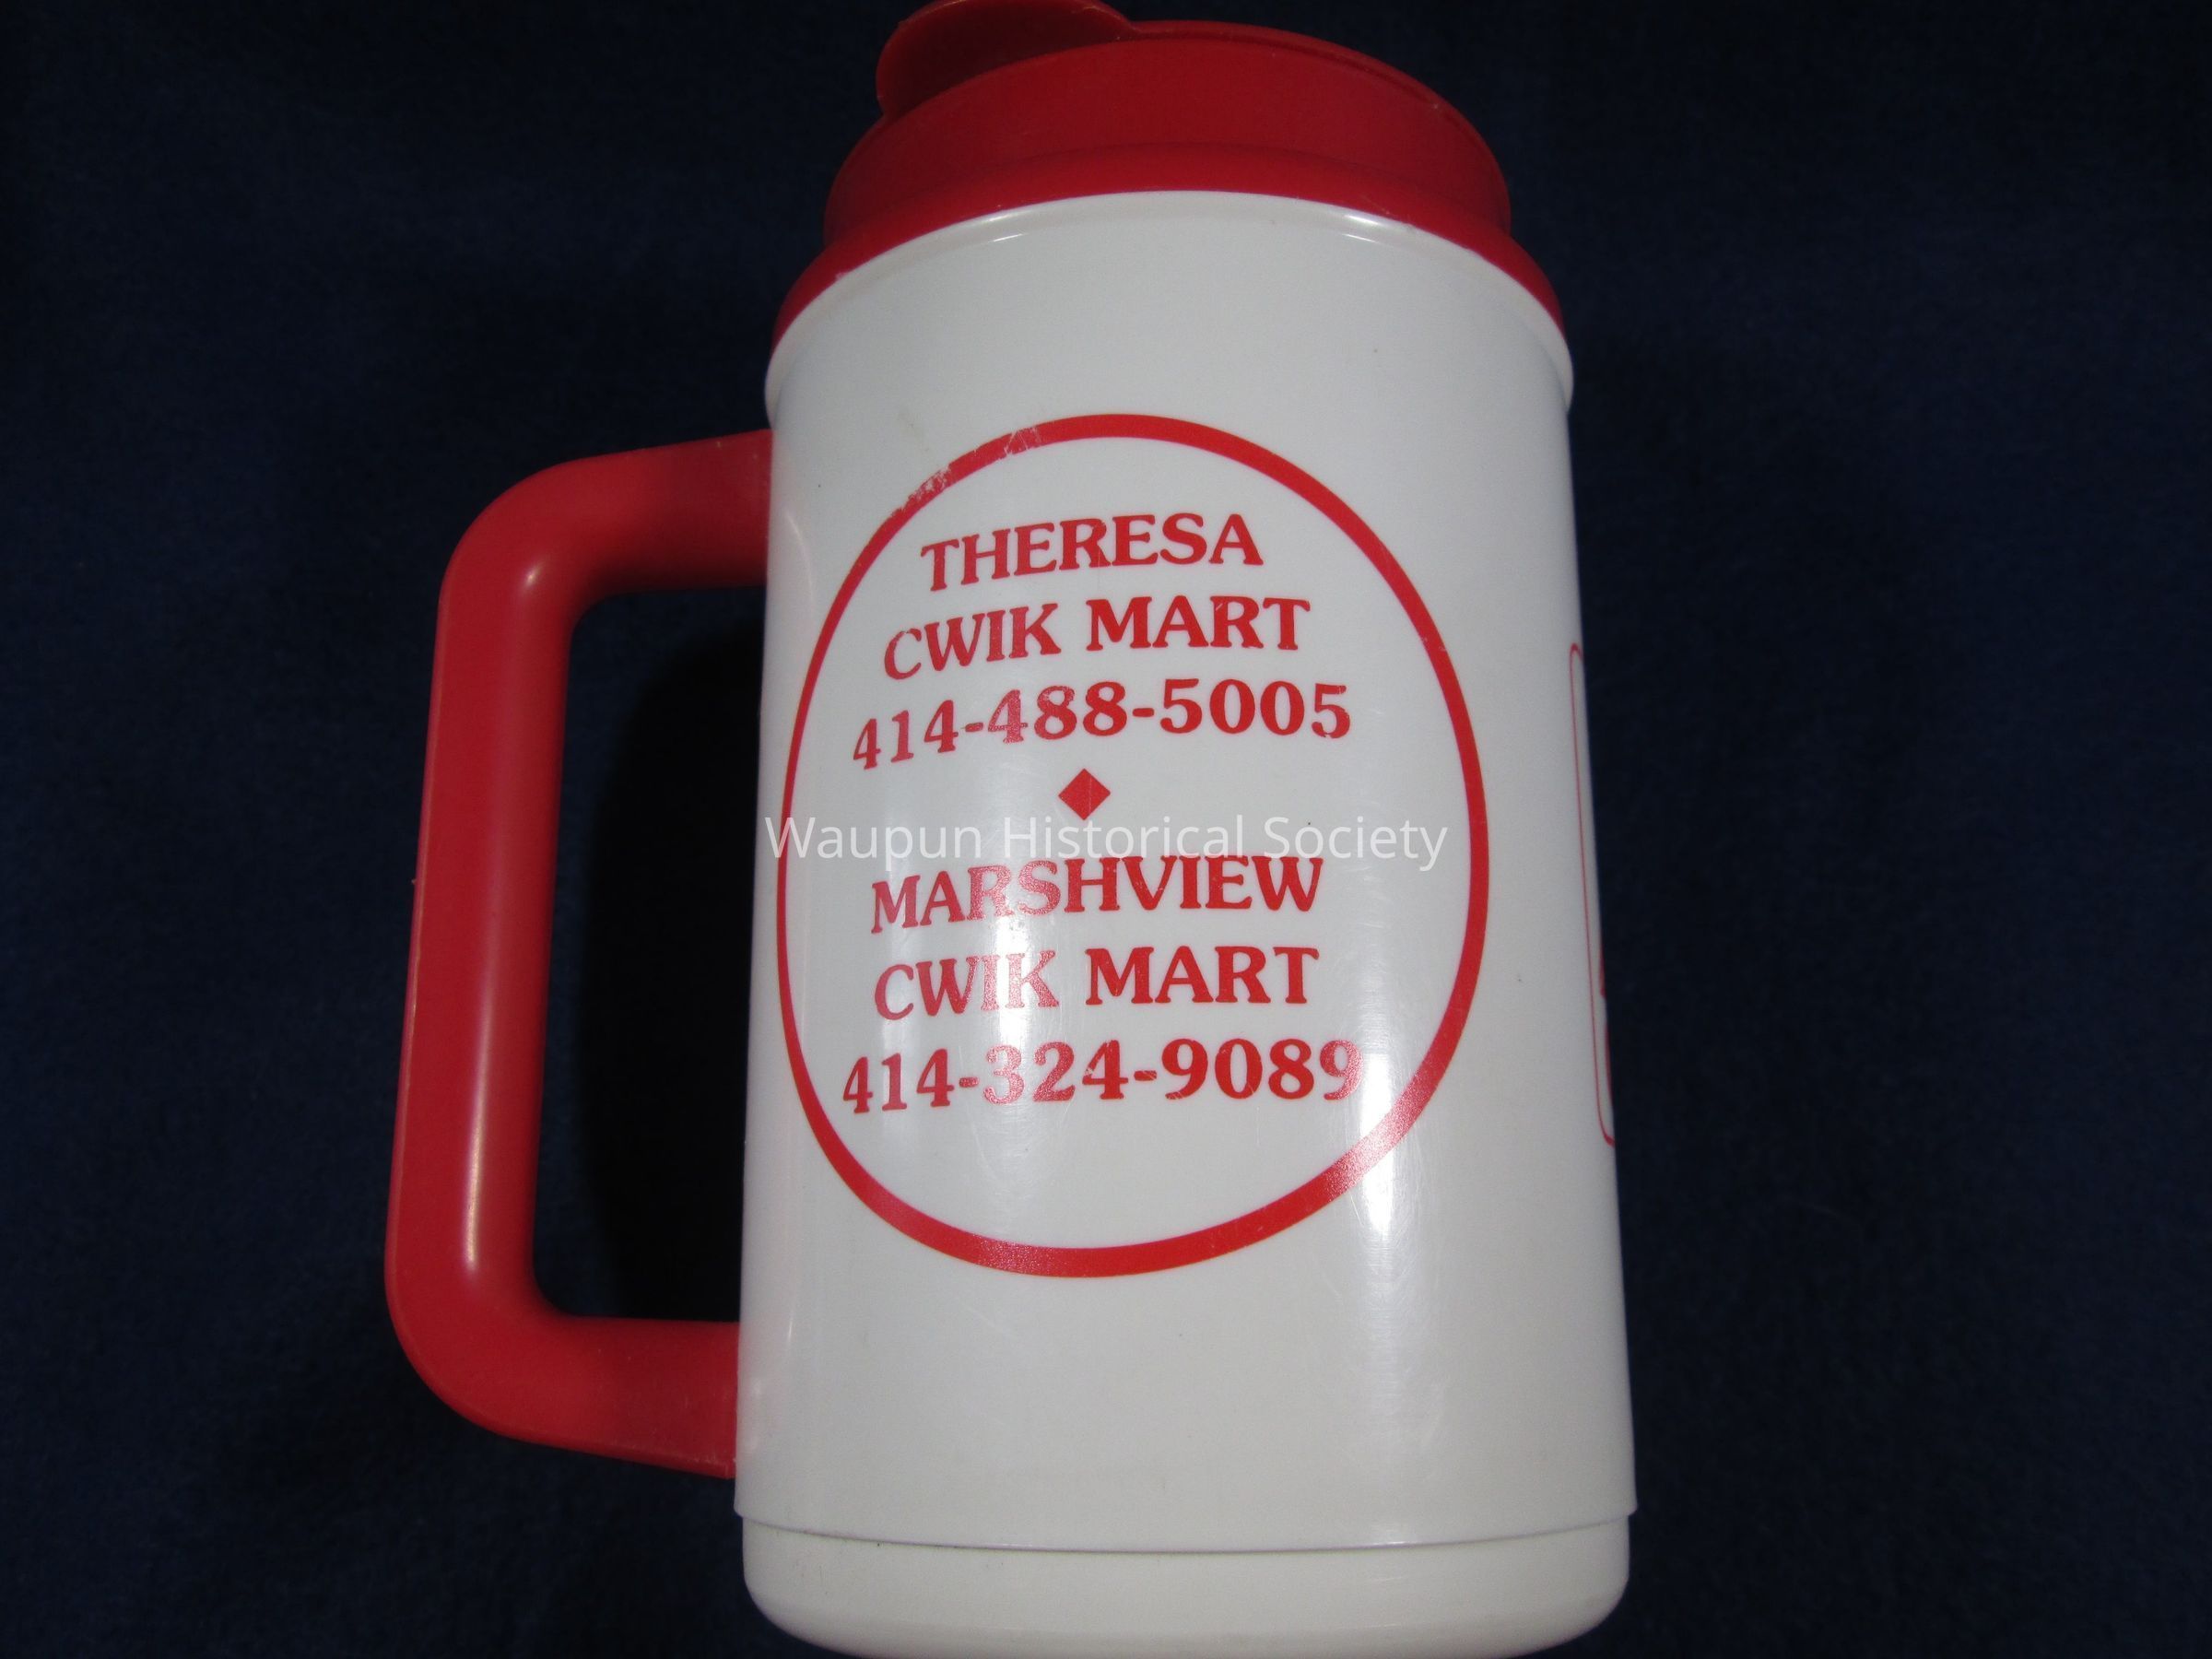 THERESA
CWIK MART
414-488-5005
Waupun Historical Society
MARSHVIEW
CWIK MART
414-324-9089